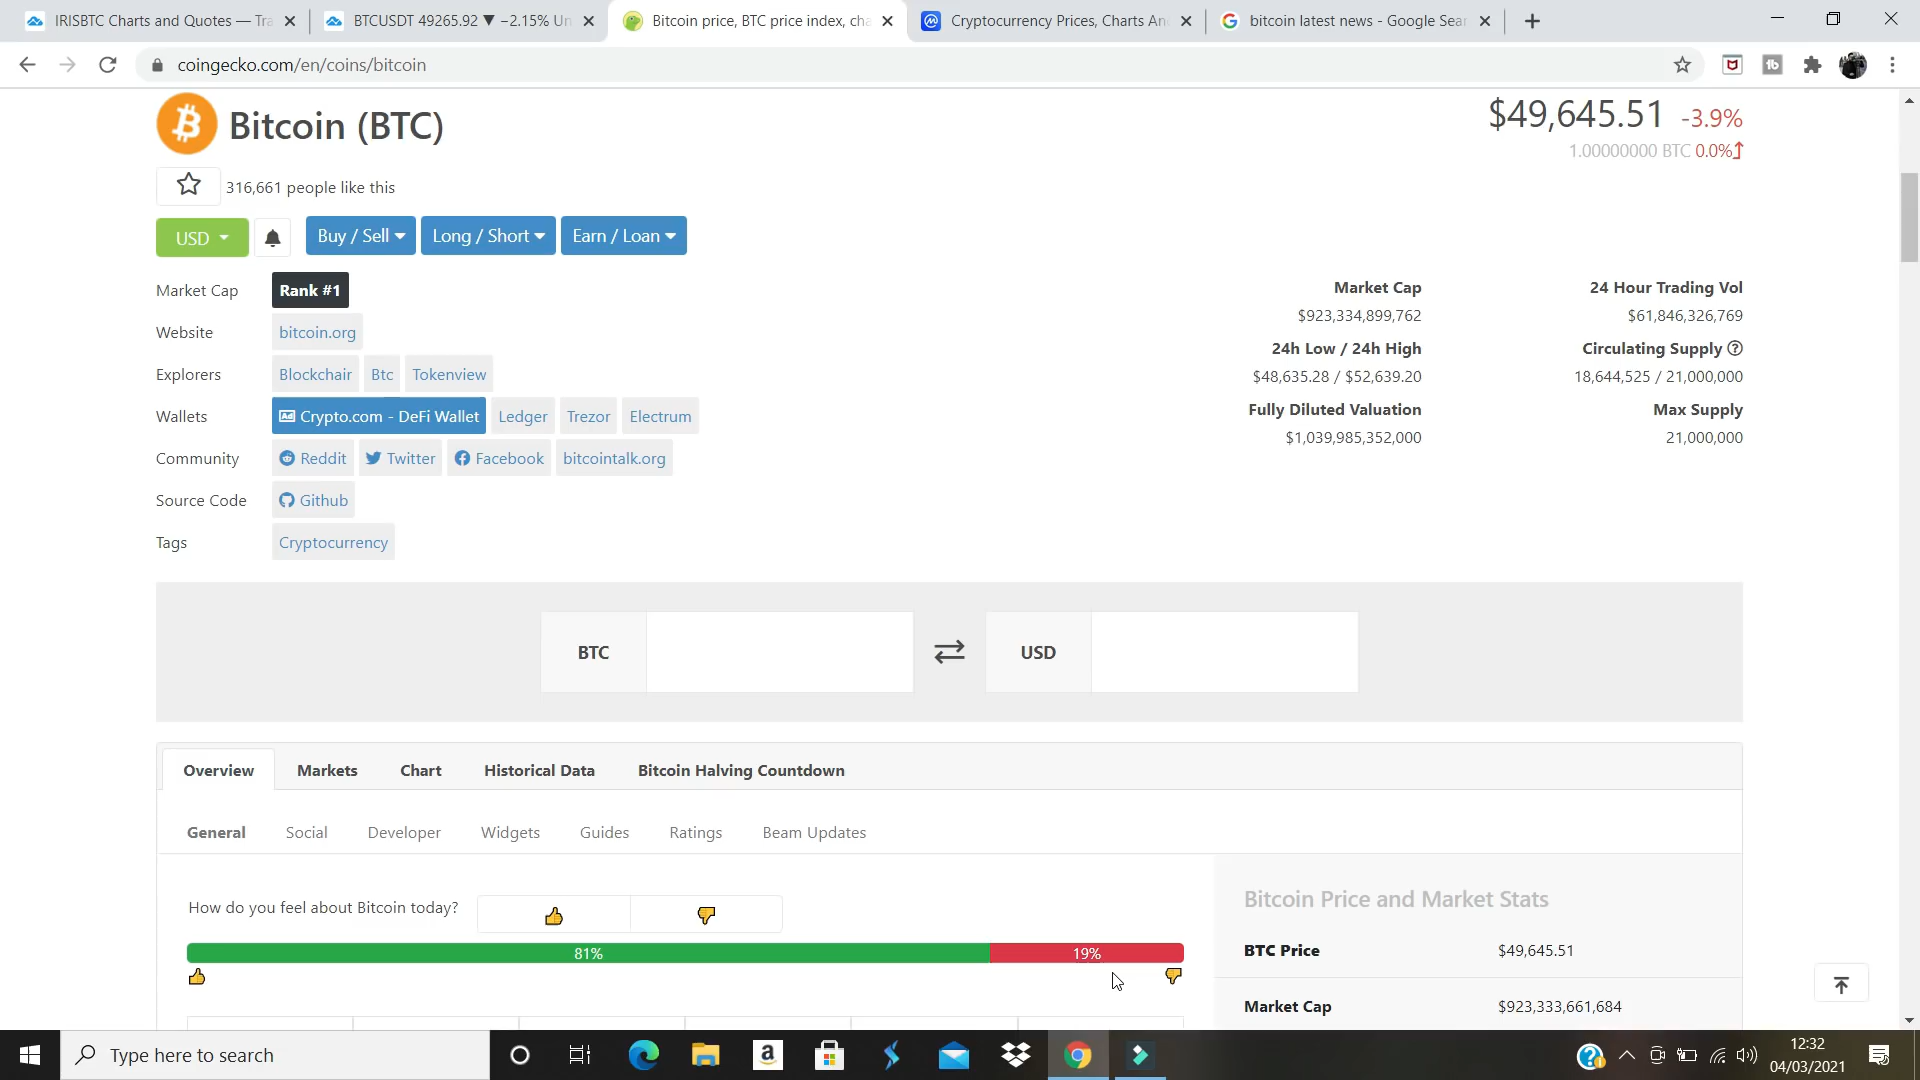 IRISBTC Charts and Quotes — Tra
BTCUSDT 49265.92 ▼ −2.15% Un
Bitcoin price, BTC price index, cha
Cryptocurrency Prices, Charts An
bitcoin latest news - Google Sear
coingecko.com/en/coins/bitcoin
Bitcoin (BTC)
$49,645.51 -3.9%
1.00000000 BTC 0.0%
316,661 people like this
USD
Buy / Sell
Long / Short
Earn / Loan
Market Cap Rank #1
Website bitcoin.org
Explorers Blockchair Btc Tokenview
Wallets Ad Crypto.com - DeFi Wallet Ledger Trezor Electrum
Community Reddit Twitter Facebook bitcointalk.org
Source Code Github
Tags Cryptocurrency
Market Cap 24 Hour Trading Vol
$923,334,899,762 $61,846,326,769
24h Low / 24h High Circulating Supply
$48,635.28 / $52,639.20 18,644,525 / 21,000,000
Fully Diluted Valuation Max Supply
$1,039,985,352,000 21,000,000
BTC USD
Overview Markets Chart Historical Data Bitcoin Halving Countdown
General Social Developer Widgets Guides Ratings Beam Updates
How do you feel about Bitcoin today?
81% 19%
Bitcoin Price and Market Stats
BTC Price $49,645.51
Market Cap $923,333,661,684
Type here to search
12:32
04/03/2021